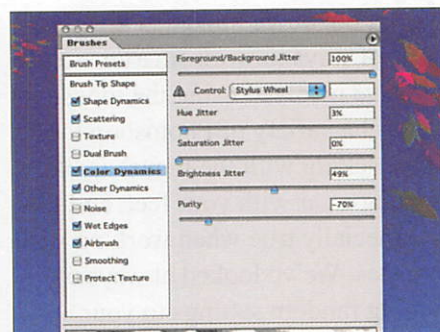 Brushes
Brush Presets
Brush Tip Shape
Shape Dynamics
Scattering
Texture
Dual Brush
Color Dynamics
Other Dynamics
Noise
Wet Edges
Airbrush
Smoothing
Protect Texture
Foreground/Background Jitter 100%
Control: Stylus Wheel
Hue Jitter 3%
Saturation Jitter 0%
Brightness Jitter 49%
Purity -70%